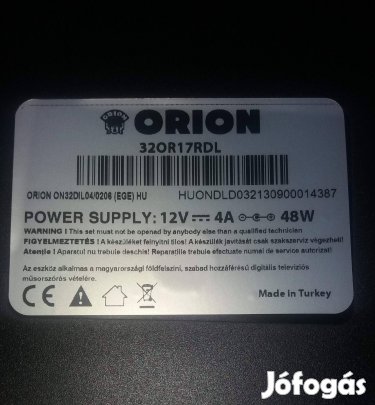 ORION
32OR17RDL
ORION ON32DIL04/0206 (EGE) HU HUONDLD032130900014387
POWER SUPPLY: 12V 4A 48W
WARNING ! This set must not be opened by anybody else than a qualified technician
FIGYELMEZTETÉS ! A készüléket felnyitni tilos! A készülék javítását csak szakszerviz végezheti!
Atenție ! Aparatul nu trebuie deschis! Reparatiile trebuie efectuate numai de service autorizat!
Az eszköz alkalmas a magyarországi földfelszíni, szabad hozzáférésű digitális televíziós
műsorszórás vételére.
CE Made in Turkey
Jófogás